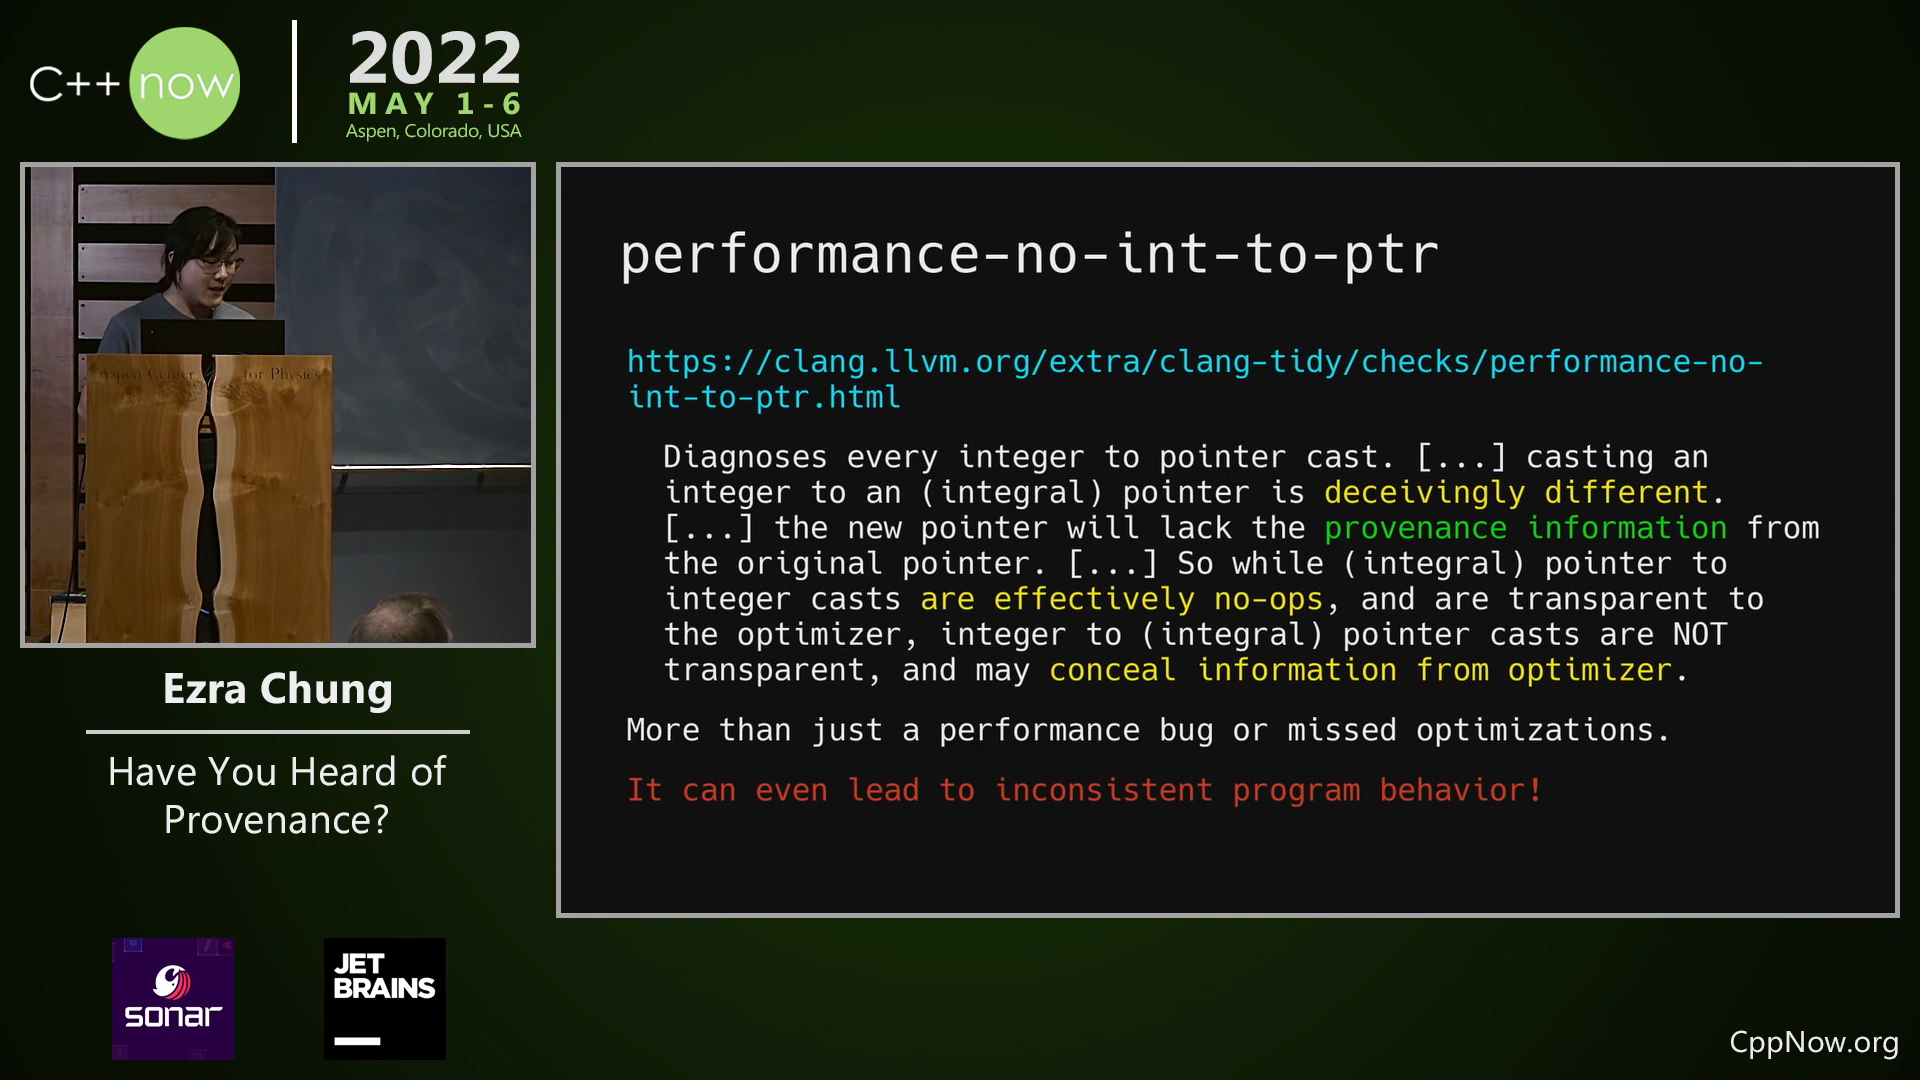 C++ now
2022
MAY 1-6
Aspen, Colorado, USA
Aspen Center for Physics
performance-no-int-to-ptr
https://clang.llvm.org/extra/clang-tidy/checks/performance-no-
int-to-ptr.html
Diagnoses every integer to pointer cast. [...] casting an
integer to an (integral) pointer is deceivingly different.
[...] the new pointer will lack the provenance information from
the original pointer. [...] So while (integral) pointer to
integer casts are effectively no-ops, and are transparent to
the optimizer, integer to (integral) pointer casts are NOT
transparent, and may conceal information from optimizer.
More than just a performance bug or missed optimizations.
It can even lead to inconsistent program behavior!
Ezra Chung
Have You Heard of
Provenance?
sonar
JET
BRAINS
CppNow.org